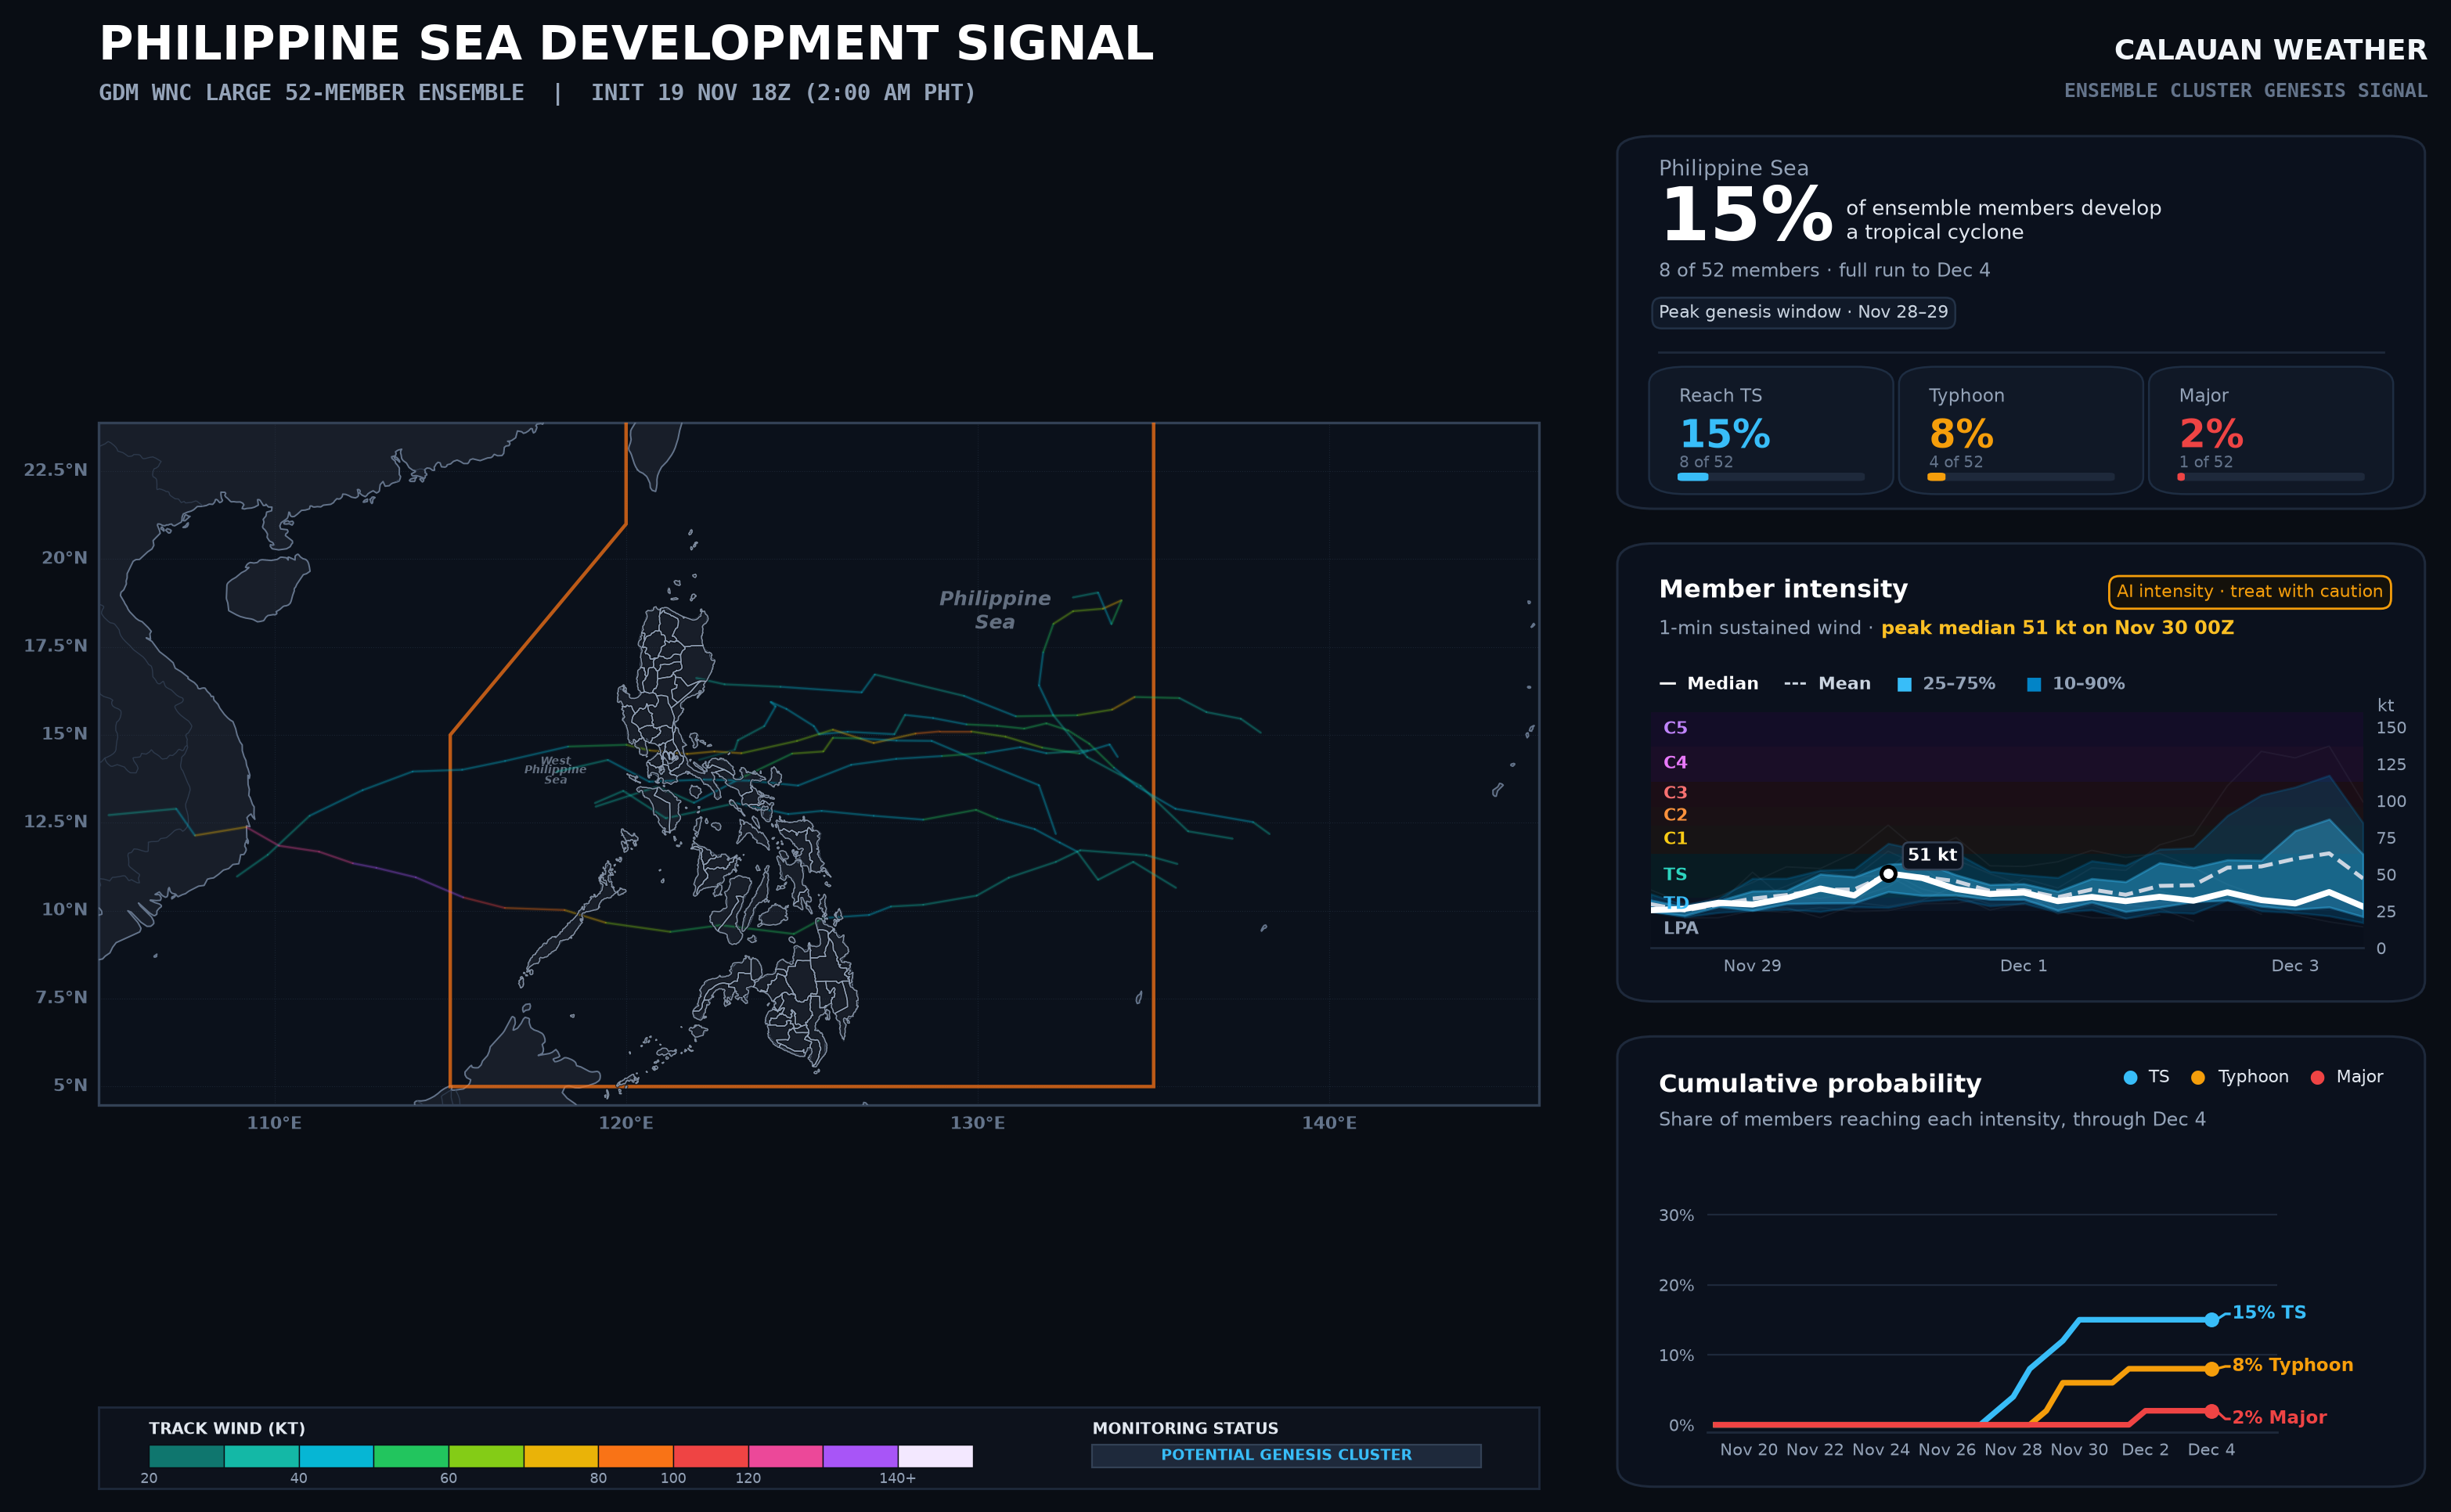 PHILIPPINE SEA DEVELOPMENT SIGNAL
GDM WNC LARGE 52-MEMBER ENSEMBLE | INIT 19 NOV 18Z (2:00 AM PHT)
CALAUAN WEATHER
ENSEMBLE CLUSTER GENESIS SIGNAL
22.5°N
20°N
17.5°N
15°N
12.5°N
10°N
7.5°N
5°N
110°E
120°E
130°E
140°E
Philippine
Sea
West
Philippine
Sea
TRACK WIND (KT)
20
40
60
80
100
120
140+
MONITORING STATUS
POTENTIAL GENESIS CLUSTER
Philippine Sea
15%
of ensemble members develop
a tropical cyclone
8 of 52 members · full run to Dec 4
Peak genesis window · Nov 28–29
Reach TS
15%
8 of 52
Typhoon
8%
4 of 52
Major
2%
1 of 52
Member intensity
AI intensity · treat with caution
1-min sustained wind · peak median 51 kt on Nov 30 00Z
Median
Mean
25–75%
10–90%
kt
C5
C4
C3
C2
C1
TS
TD
LPA
51 kt
150
125
100
75
50
25
0
Nov 29
Dec 1
Dec 3
Cumulative probability
TS
Typhoon
Major
Share of members reaching each intensity, through Dec 4
30%
20%
10%
0%
15% TS
8% Typhoon
2% Major
Nov 20
Nov 22
Nov 24
Nov 26
Nov 28
Nov 30
Dec 2
Dec 4